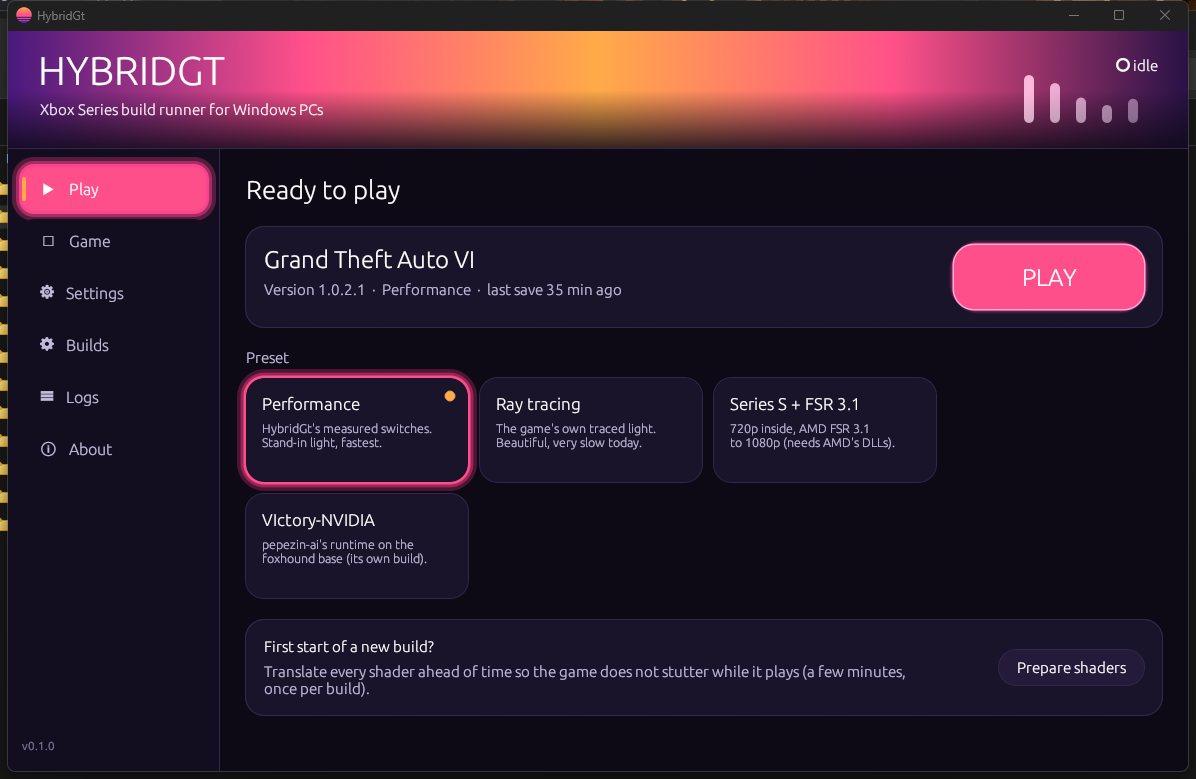 HybridGt
HYBRIDGT
Xbox Series build runner for Windows PCs
idle
Play
Game
Settings
Builds
Logs
About
v0.1.0
Ready to play
Grand Theft Auto VI
Version 1.0.2.1 · Performance · last save 35 min ago
PLAY
Preset
Performance
HybridGt's measured switches.
Stand-in light, fastest.
Ray tracing
The game's own traced light.
Beautiful, very slow today.
Series S + FSR 3.1
720p inside, AMD FSR 3.1
to 1080p (needs AMD's DLLs).
VIctory-NVIDIA
pepezin-ai's runtime on the
foxhound base (its own build).
First start of a new build?
Translate every shader ahead of time so the game does not stutter while it plays (a few minutes,
once per build).
Prepare shaders